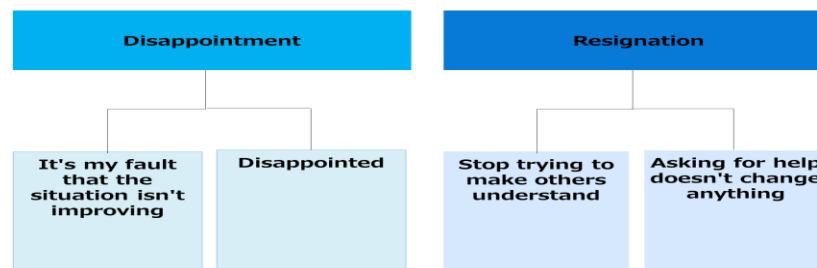 Disappointment
Resignation
It's my fault
that the
situation isn't
improving
Disappointed
Stop trying to
make others
understand
Asking for help
doesn't change
anything